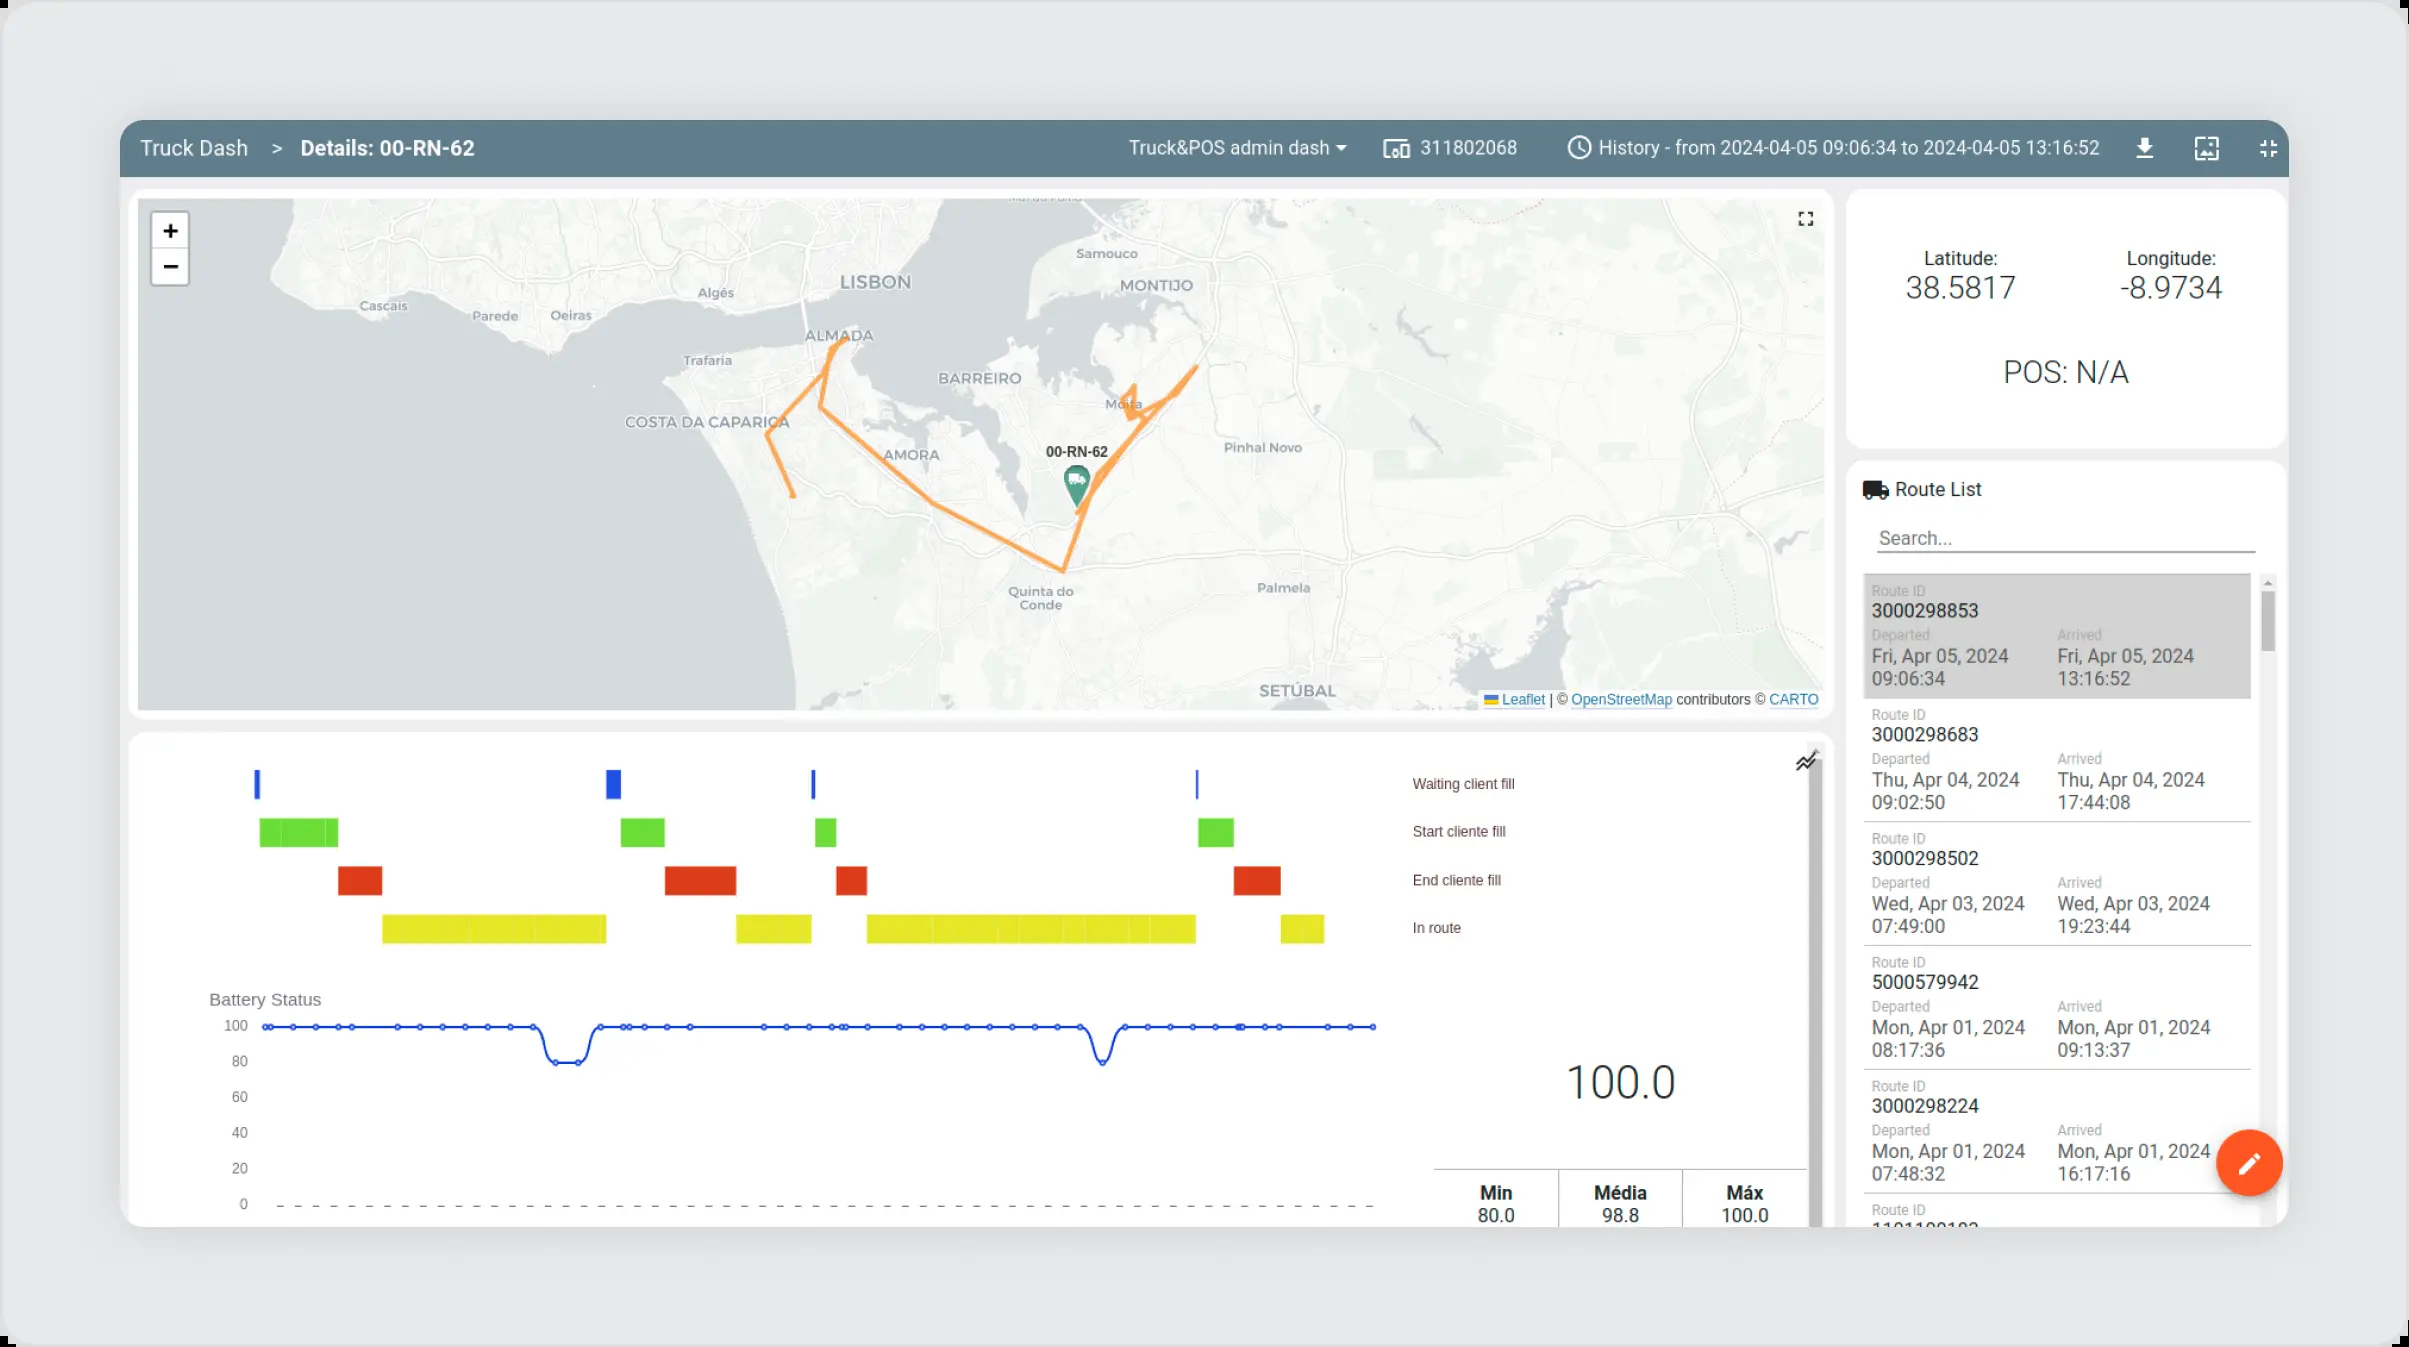 Truck Dash > Details: 00-RN-62
Truck&POS admin dash
311802068
History - from 2024-04-05 09:06:34 to 2024-04-05 13:16:52
+
−
Samouco
MONTIJO
LISBON
Algés
Cascais
Parede
Oeiras
ALMADA
Trafaria
BARREIRO
Moita
COSTA DA CAPARICA
AMORA
00-RN-62
Pinhal Novo
Quinta do
Conde
Palmela
SETÚBAL
Leaflet | © OpenStreetMap contributors © CARTO
Latitude:
38.5817
Longitude:
-8.9734
POS: N/A
Route List
Search...
Route ID
3000298853
Departed
Arrived
Fri, Apr 05, 2024
Fri, Apr 05, 2024
09:06:34
13:16:52
Route ID
3000298683
Departed
Arrived
Thu, Apr 04, 2024
Thu, Apr 04, 2024
09:02:50
17:44:08
Route ID
3000298502
Departed
Arrived
Wed, Apr 03, 2024
Wed, Apr 03, 2024
07:49:00
19:23:44
Route ID
5000579942
Departed
Arrived
Mon, Apr 01, 2024
Mon, Apr 01, 2024
08:17:36
09:13:37
Route ID
3000298224
Departed
Arrived
Mon, Apr 01, 2024
Mon, Apr 01, 2024
07:48:32
16:17:16
Route ID
Waiting client fill
Start cliente fill
End cliente fill
In route
Battery Status
100
80
60
40
20
0
100.0
Min
Média
Máx
80.0
98.8
100.0